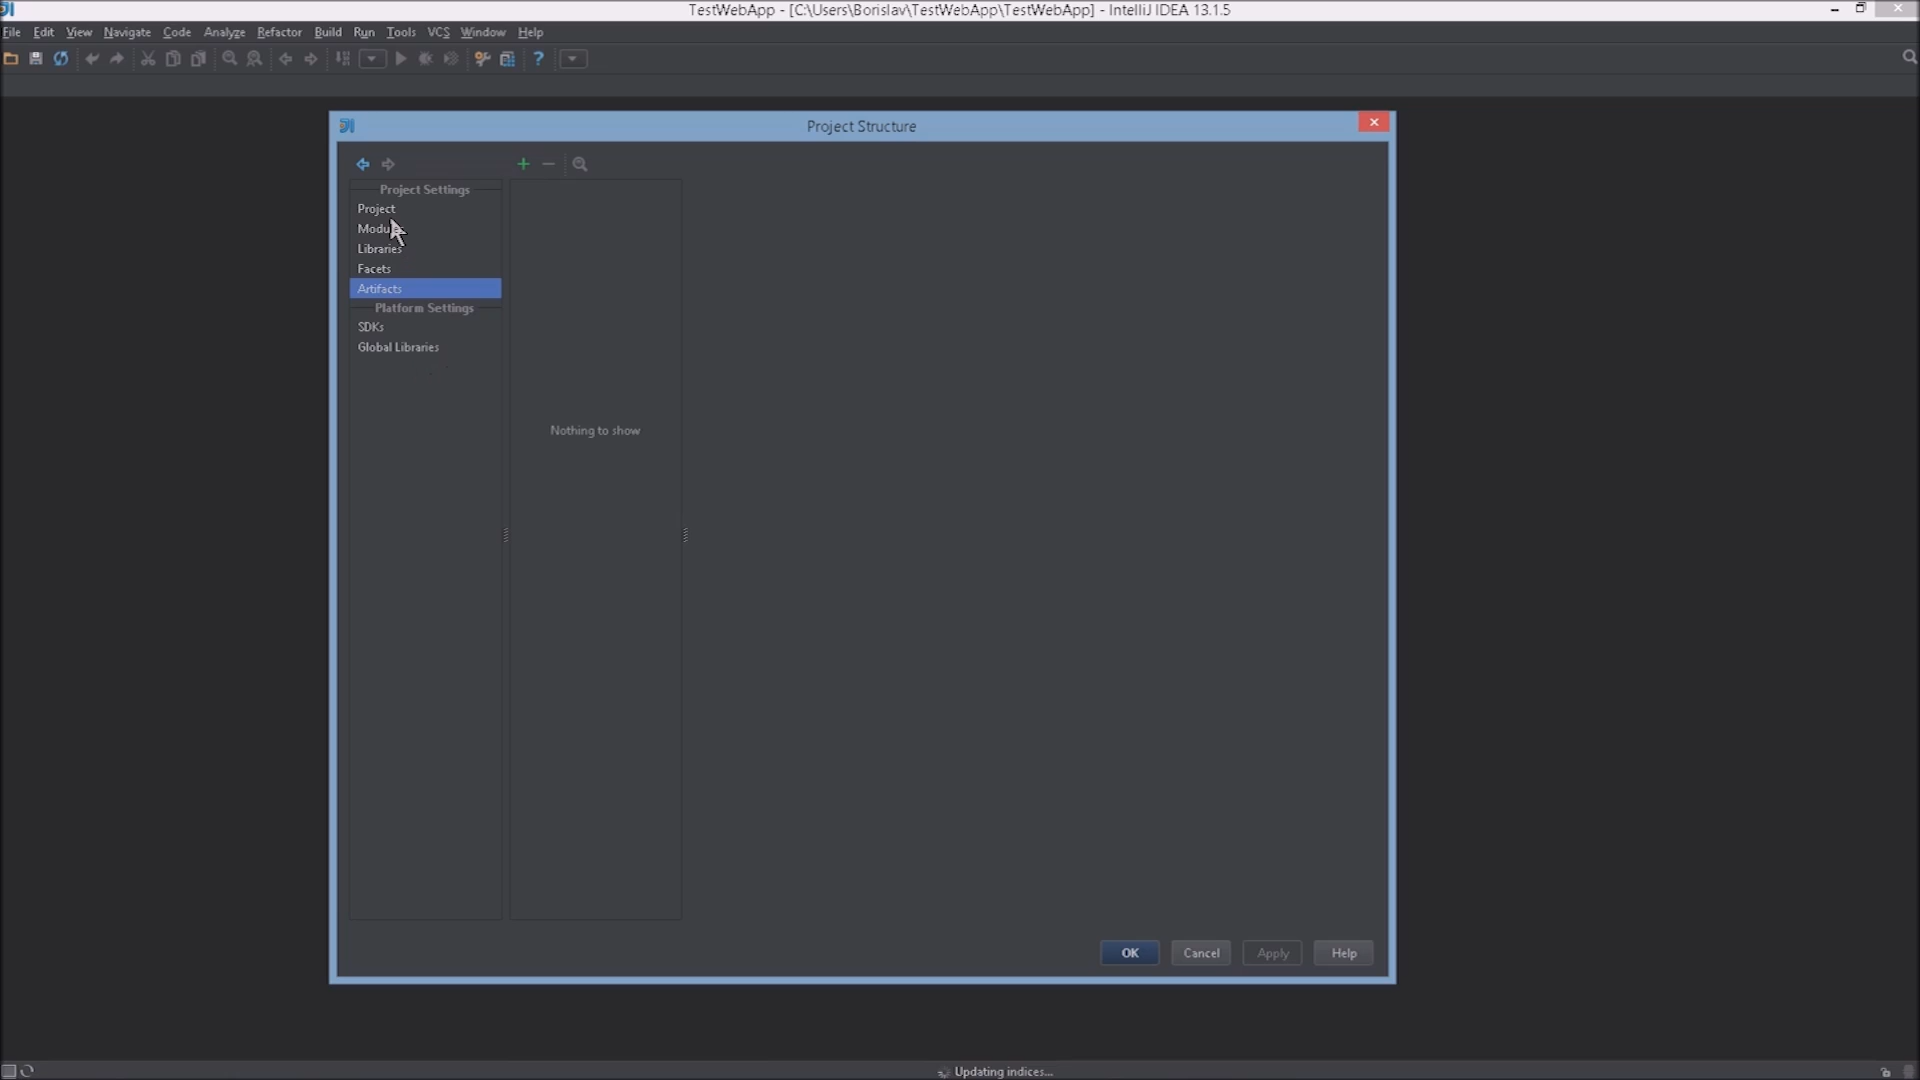 TestWebApp - [C:\Users\Borislav\TestWebApp\TestWebApp] - IntelliJ IDEA 13.1.5
File Edit View Navigate Code Analyze Refactor Build Run Tools VCS Window Help
Project Structure
Project Settings
Project
Libraries
Facets
Artifacts
Platform Settings
SDKs
Global Libraries
Nothing to show
OK Cancel Apply Help
Updating indices...